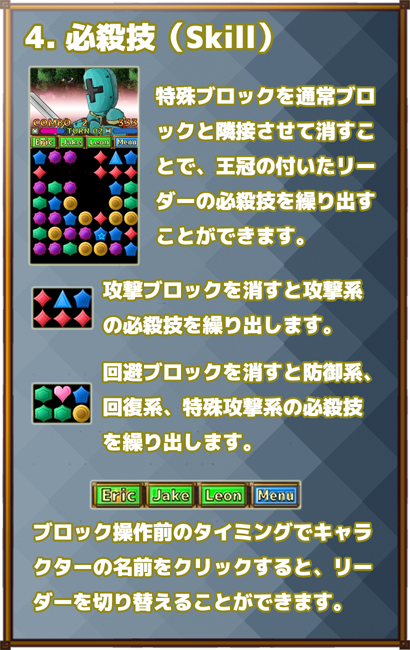 4. 必殺技（Skill）
COMBO
TURN 02
Eric Jake Leon Menu
特殊ブロックを通常ブロ
ックと隣接させて消すこ
とで、王冠の付いたリー
ダーの必殺技を繰り出す
ことができます。
攻撃ブロックを消すと攻撃系
の必殺技を繰り出します。
回避ブロックを消すと防御系、
回復系、特殊攻撃系の必殺技
を繰り出します。
Eric Jake Leon Menu
ブロック操作前のタイミングでキャラ
クターの名前をクリックすると、リー
ダーを切り替えることができます。